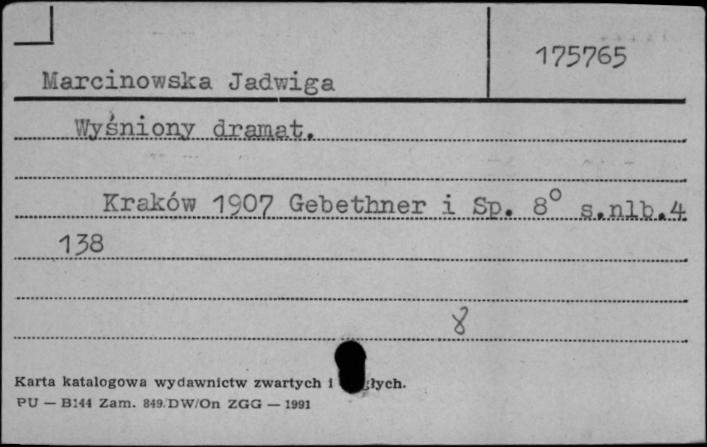 175765
Marcinowska Jadwiga
Wyśniony dramat.
Kraków 1907 Gebethner i Sp. 8° s.nlb.4
138
8
Karta katalogowa wydawnictw zwartych i
PU — B144 Zam. 849/DW/On ZGG — 1991